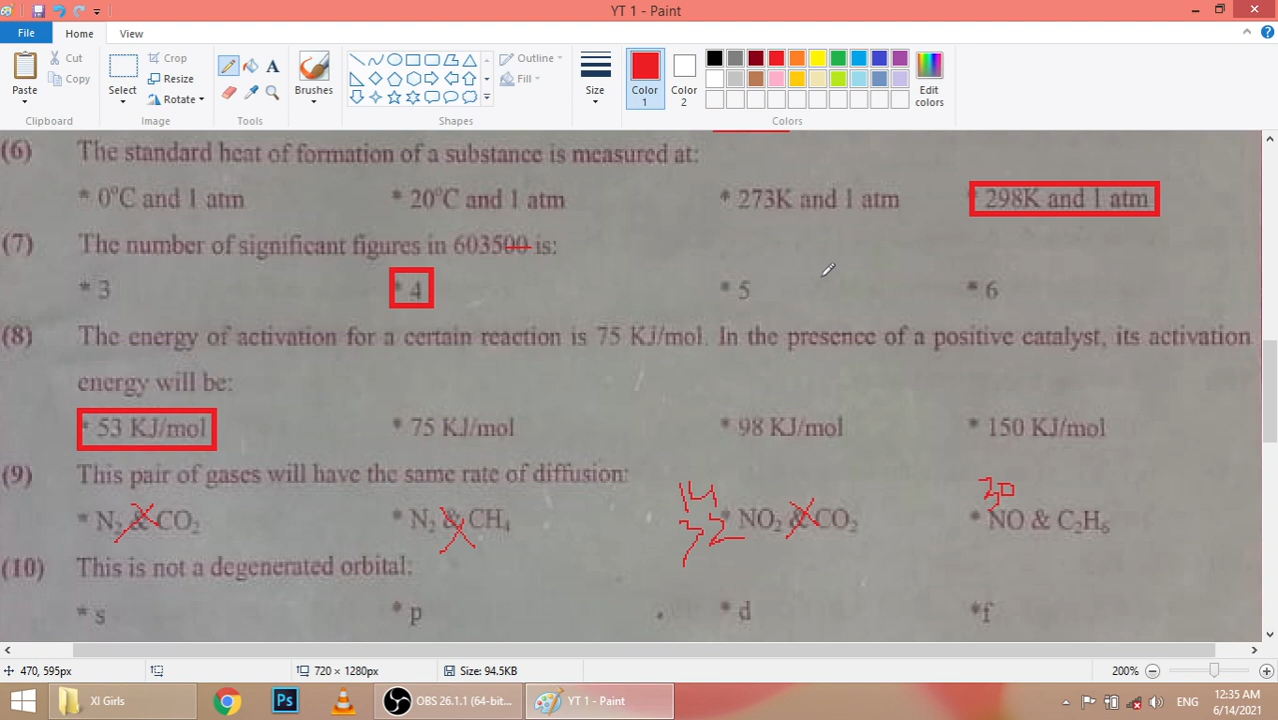 YT 1 - Paint
File Home View
Paste Cut Copy Clipboard
Select Crop Resize Rotate Image
Tools
Brushes
Outline Fill Shapes
Size
Color 1 Color 2 Edit colors Colors
(6) The standard heat of formation of a substance is measured at:
* 0°C and 1 atm * 20°C and 1 atm * 273K and 1 atm * 298K and 1 atm
(7) The number of significant figures in 603500 is:
* 3 * 4 * 5 * 6
(8) The energy of activation for a certain reaction is 75 KJ/mol. In the presence of a positive catalyst, its activation
energy will be:
* 53 KJ/mol * 75 KJ/mol * 98 KJ/mol * 150 KJ/mol
(9) This pair of gases will have the same rate of diffusion:
30
* N₂ & CO₂ * N₂ & CH₄ * NO₂ & CO₂ * NO & C₂H₆
(10) This is not a degenerated orbital:
* s * p * d *f
470, 595px 720 × 1280px Size: 94.5KB 200%
XI Girls Ps OBS 26.1.1 (64-bit... YT 1 - Paint ENG 12:35 AM
6/14/2021